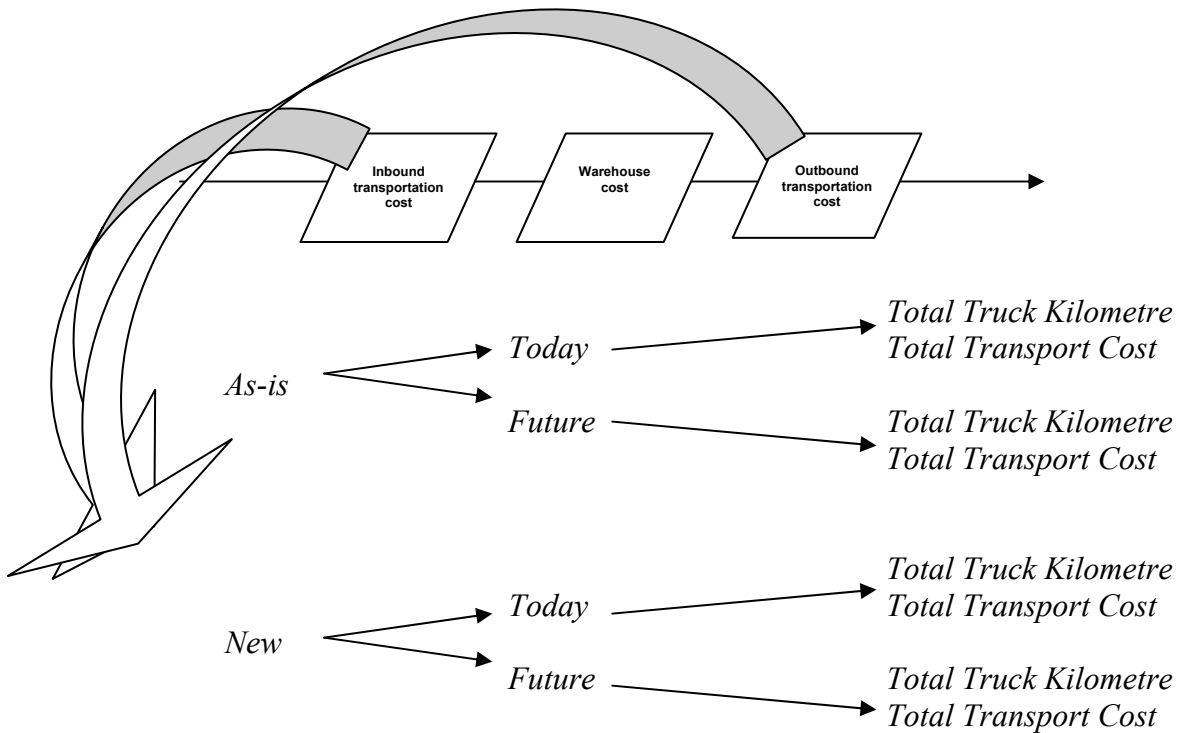 Inbound
transportation
cost
Warehouse
cost
Outbound
transportation
cost
As-is
Today
Total Truck Kilometre
Total Transport Cost
Future
Total Truck Kilometre
Total Transport Cost
New
Today
Total Truck Kilometre
Total Transport Cost
Future
Total Truck Kilometre
Total Transport Cost